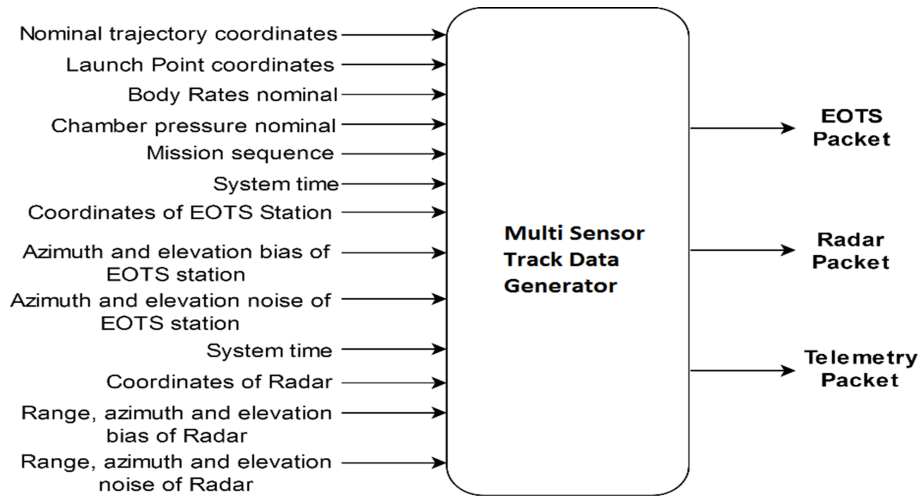 Nominal trajectory coordinates
Launch Point coordinates
Body Rates nominal
Chamber pressure nominal
Mission sequence
System time
Coordinates of EOTS Station
Azimuth and elevation bias of
EOTS station
Azimuth and elevation noise of
EOTS station
System time
Coordinates of Radar
Range, azimuth and elevation
bias of Radar
Range, azimuth and elevation
noise of Radar
Multi Sensor
Track Data
Generator
EOTS
Packet
Radar
Packet
Telemetry
Packet